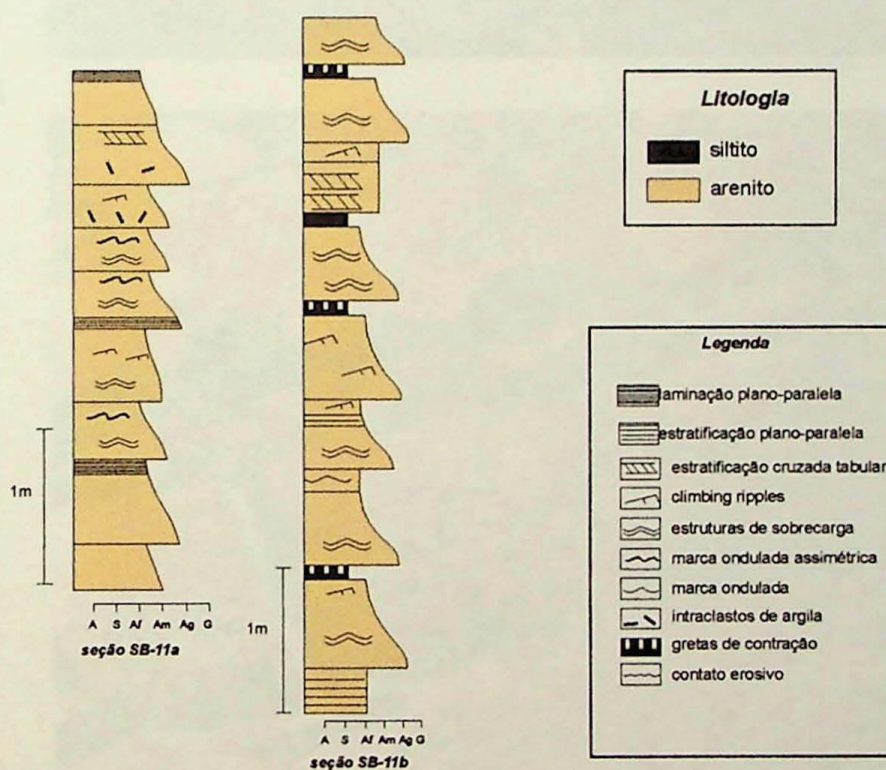 1m
A S Af Am Ag G
seção SB-11a
1m
A S Af Am Ag G
seção SB-11b
Litologia
siltito
arenito
Legenda
laminação plano-paralela
estratificação plano-paralela
estratificação cruzada tabular
climbing ripples
estruturas de sobrecarga
marca ondulada assimétrica
marca ondulada
intraclastos de argila
gretas de contração
contato erosivo